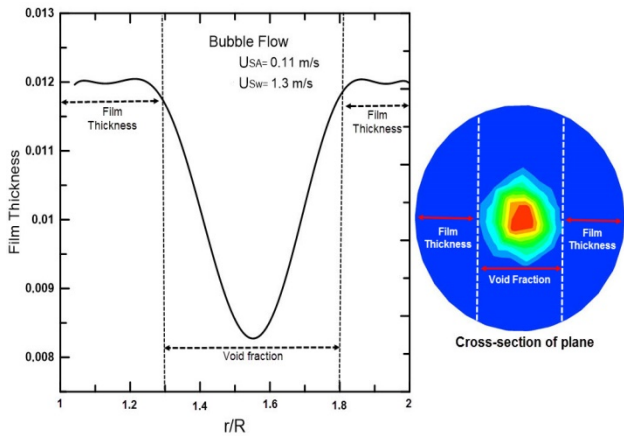 0.013
0.012
0.011
0.01
0.009
0.008
Film Thickness
Bubble Flow
USA= 0.11 m/s
USw= 1.3 m/s
Film
Thickness
Film
Thickness
Void fraction
1
1.2
1.4
1.6
1.8
2
r/R
Film
Thickness
Film
Thickness
Void Fraction
Cross-section of plane